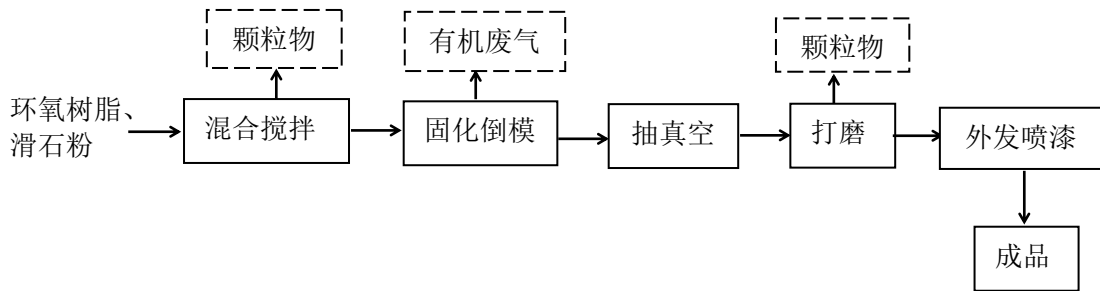 颗粒物
有机废气
颗粒物
环氧树脂、
滑石粉
混合搅拌
固化倒模
抽真空
打磨
外发喷漆
成品